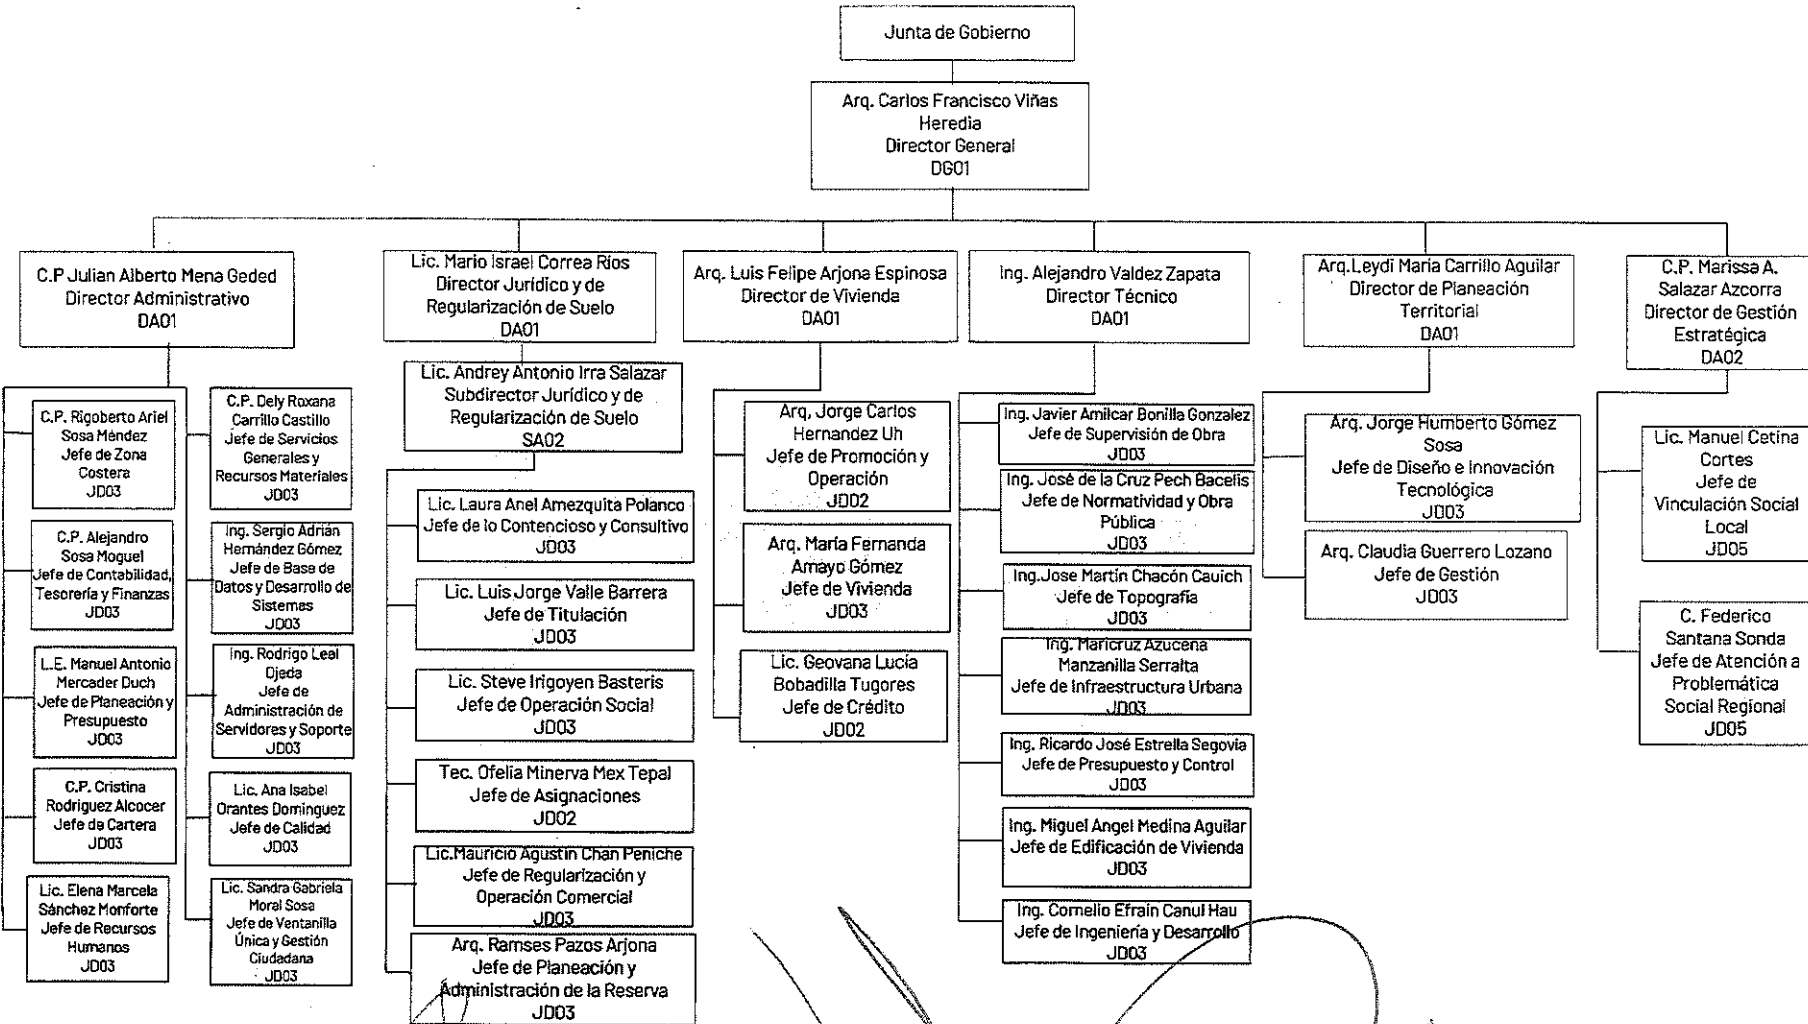 Junta de Gobierno
Arq. Carlos Francisco Viñas
Heredia
Director General
DG01
C.P Julian Alberto Mena Geded
Director Administrativo
DA01
C.P. Rigoberto Ariel
Sosa Méndez
Jefe de Zona
Costera
JD03
C.P. Alejandro
Sosa Moguel
Jefe de Contabilidad,
Tesorería y Finanzas
JD03
L.E. Manuel Antonio
Mercader Duch
Jefe de Planeación y
Presupuesto
JD03
C.P. Cristina
Rodriguez Alcocer
Jefe de Cartera
JD03
Lic. Elena Marcela
Sánchez Monforte
Jefe de Recursos
Humanos
JD03
C.P. Dely Roxana
Carrillo Castillo
Jefe de Servicios
Generales y
Recursos Materiales
JD03
Ing. Sergio Adrián
Hernández Gómez
Jefe de Base de
Datos y Desarrollo de
Sistemas
JD03
Ing. Rodrigo Leal
Ojeda
Jefe de
Administración de
Servidores y Soporte
JD03
Lic. Ana Isabel
Orantes Domínguez
Jefe de Calidad
JD03
Lic. Sandra Gabriela
Moral Sosa
Jefe de Ventanilla
Única y Gestión
Ciudadana
JD03
Lic. Mario Israel Correa Rios
Director Jurídico y de
Regularización de Suelo
DA01
Lic. Andrey Antonio Irra Salazar
Subdirector Jurídico y de
Regularización de Suelo
SA02
Lic. Laura Anel Amezquita Polanco
Jefe de lo Contencioso y Consultivo
JD03
Lic. Luis Jorge Valle Barrera
Jefe de Titulación
JD03
Lic. Steve Irigoyen Basteris
Jefe de Operación Social
JD03
Tec. Ofelia Minerva Mex Tepal
Jefe de Asignaciones
JD02
Lic.Mauricio Agustin Chan Peniche
Jefe de Regularización y
Operación Comercial
JD03
Arq. Ramses Pazos Arjona
Jefe de Planeación y
Administración de la Reserva
JD03
Arq. Luis Felipe Arjona Espinosa
Director de Vivienda
DA01
Arq. Jorge Carlos
Hernandez Uh
Jefe de Promoción y
Operación
JD02
Arq. María Fernanda
Amayo Gómez
Jefe de Vivienda
JD03
Lic. Geovana Lucía
Bobadilla Tugores
Jefe de Crédito
JD02
Ing. Alejandro Valdez Zapata
Director Técnico
DA01
Ing. Javier Amilcar Bonilla Gonzalez
Jefe de Supervisión de Obra
JD03
Ing. José de la Cruz Pech Bacelis
Jefe de Normatividad y Obra
Pública
JD03
Ing.Jose Martín Chacón Cauich
Jefe de Topografía
JD03
Ing. Maricruz Azucena
Manzanilla Serralta
Jefe de Infraestructura Urbana
JD03
Ing. Ricardo José Estrella Segovia
Jefe de Presupuesto y Control
JD03
Ing. Miguel Angel Medina Aguilar
Jefe de Edificación de Vivienda
JD03
Ing. Cornelio Efraín Canul Hau
Jefe de Ingeniería y Desarrollo
JD03
Arq.Leydi María Carrillo Aguilar
Director de Planeación
Territorial
DA01
Arq. Jorge Humberto Gómez
Sosa
Jefe de Diseño e Innovación
Tecnológica
JD03
Arq. Claudia Guerrero Lozano
Jefe de Gestión
JD03
C.P. Marissa A.
Salazar Azcorra
Director de Gestión
Estratégica
DA02
Lic. Manuel Cetina
Cortes
Jefe de
Vinculación Social
Local
JD05
C. Federico
Santana Sonda
Jefe de Atención a
Problemática
Social Regional
JD05